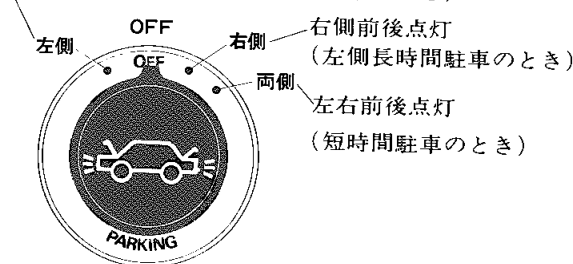 OFF
左側
OFF
右側
右側前後点灯
(左側長時間駐車のとき)
両側
左右前後点灯
(短時間駐車のとき)
PARKING